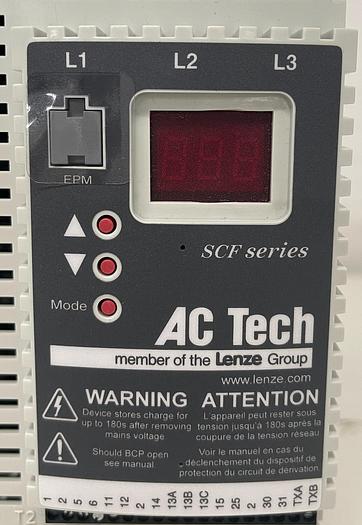 L1 L2 L3
EPM
SCF series
Mode
AC Tech
member of the Lenze Group
www.lenze.com
WARNING ATTENTION
Device stores charge for
up to 180s after removing
mains voltage
L'appareil peut rester sous
tension jusqu'à 180s après la
coupure de la tension réseau
Should BCP open
see manual
Voir le manuel en cas du
déclenchement du dispositif de
protection du circuit de dérivation.
1 2 5 6 11 12 2 14 13A 13B 13C 15 25 2 30 31 TXA TXB
T2